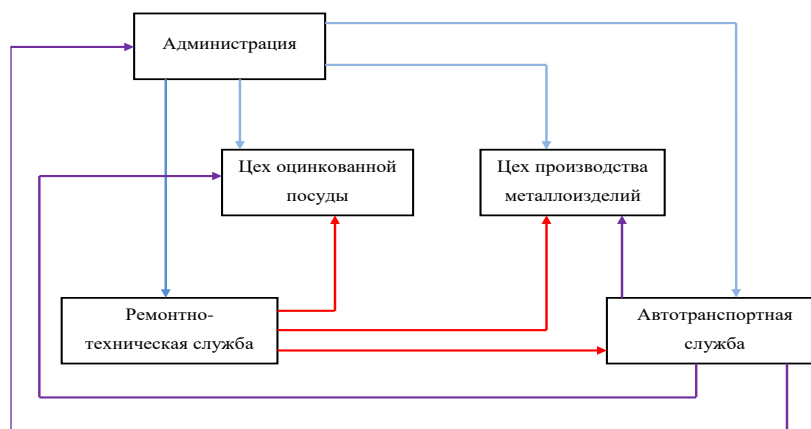 Администрация
Цех оцинкованной
посуды
Цех производства
металлоизделий
Ремонтно-
техническая служба
Автотранспортная
служба